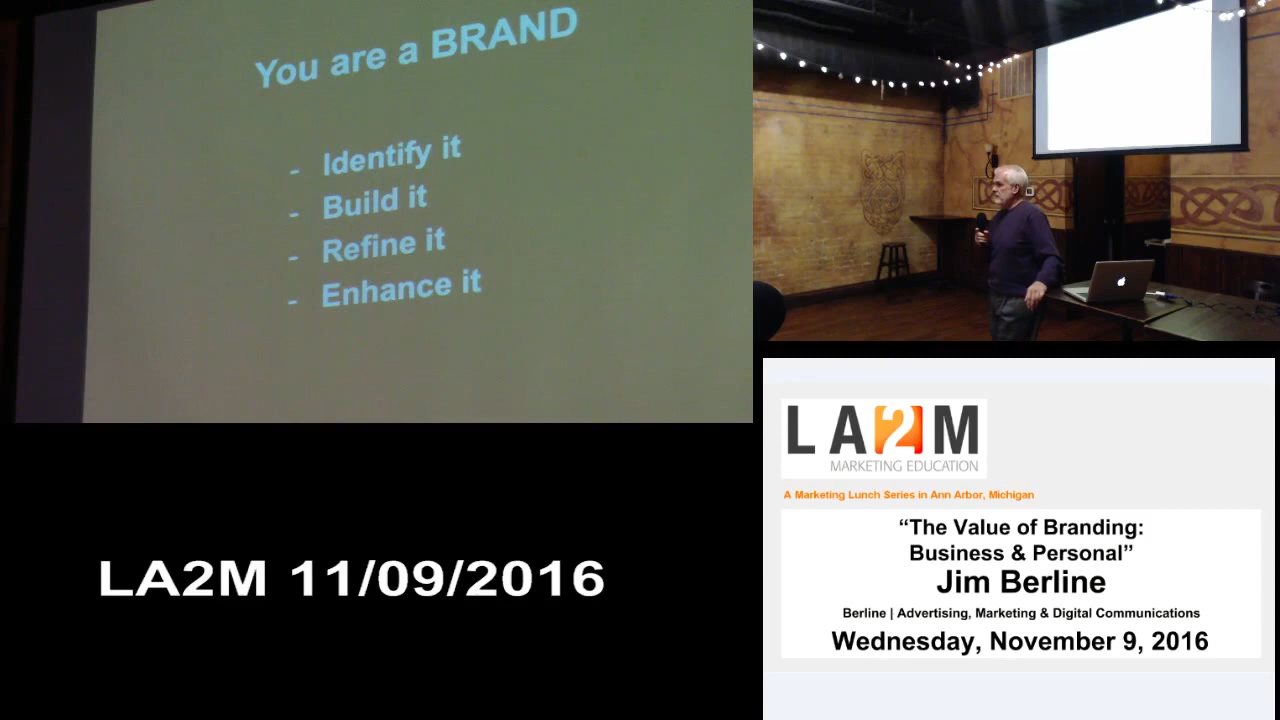 You are a BRAND
- Identify it
- Build it
- Refine it
- Enhance it
LA2M 11/09/2016
LA2M
MARKETING EDUCATION
A Marketing Lunch Series in Ann Arbor, Michigan
“The Value of Branding:
Business & Personal”
Jim Berline
Berline | Advertising, Marketing & Digital Communications
Wednesday, November 9, 2016